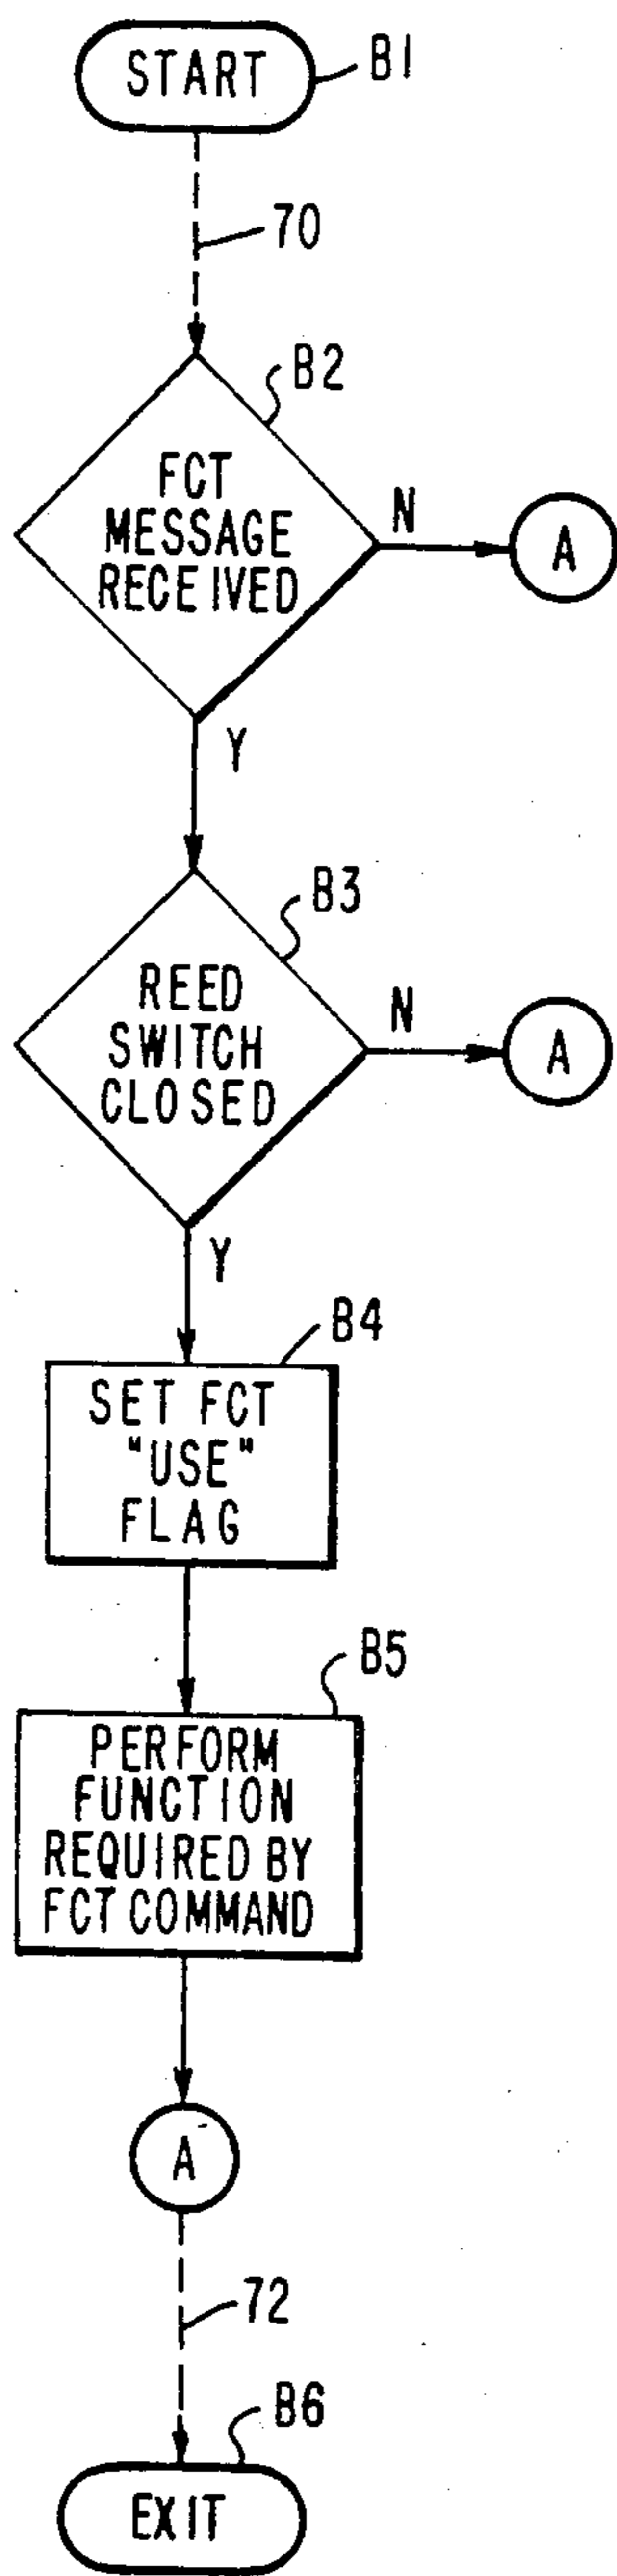 START
B1
70
B2
FCT
MESSAGE
RECEIVED
N
A
Y
B3
REED
SWITCH
CLOSED
N
A
Y
B4
SET FCT
"USE"
FLAG
B5
PERFORM
FUNCTION
REQUIRED BY
FCT COMMAND
A
72
B6
EXIT